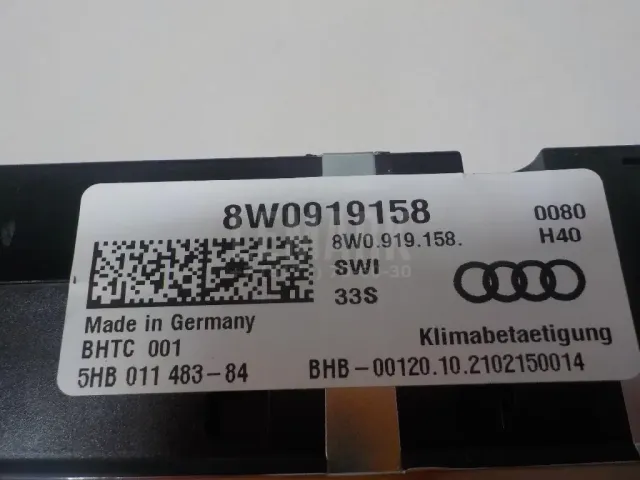 8W0919158
0080
8W0.919.158.
H40
SWI
33S
Made in Germany
BHTC 001
Klimabetaetigung
5HB 011 483-84
BHB-00120.10.2102150014